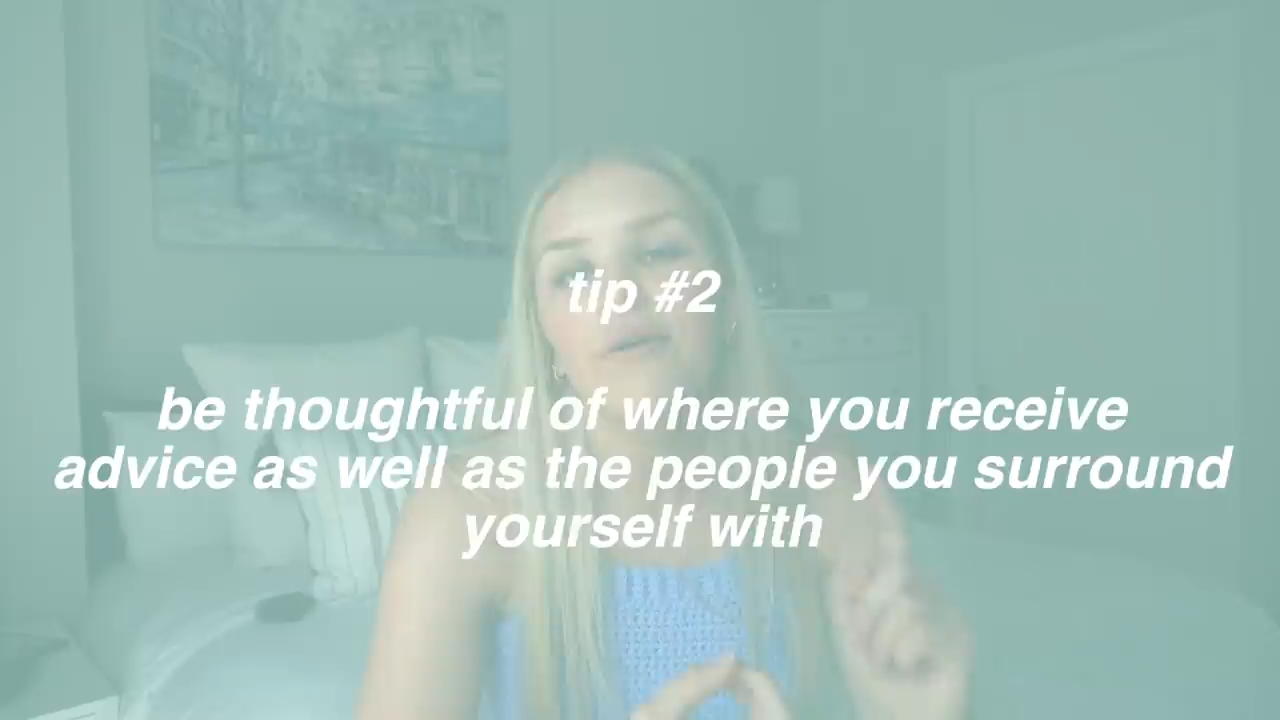 tip #2
be thoughtful of where you receive
advice as well as the people you surround
yourself with